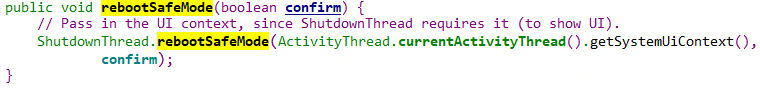 public void rebootSafeMode(boolean confirm) {
    // Pass in the UI context, since ShutdownThread requires it (to show UI).
    ShutdownThread.rebootSafeMode(ActivityThread.currentActivityThread().getSystemUiContext(),
            confirm);
}